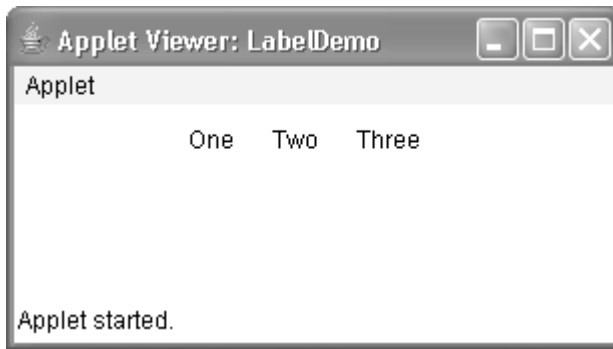 Applet Viewer: LabelDemo
Applet
One Two Three
Applet started.